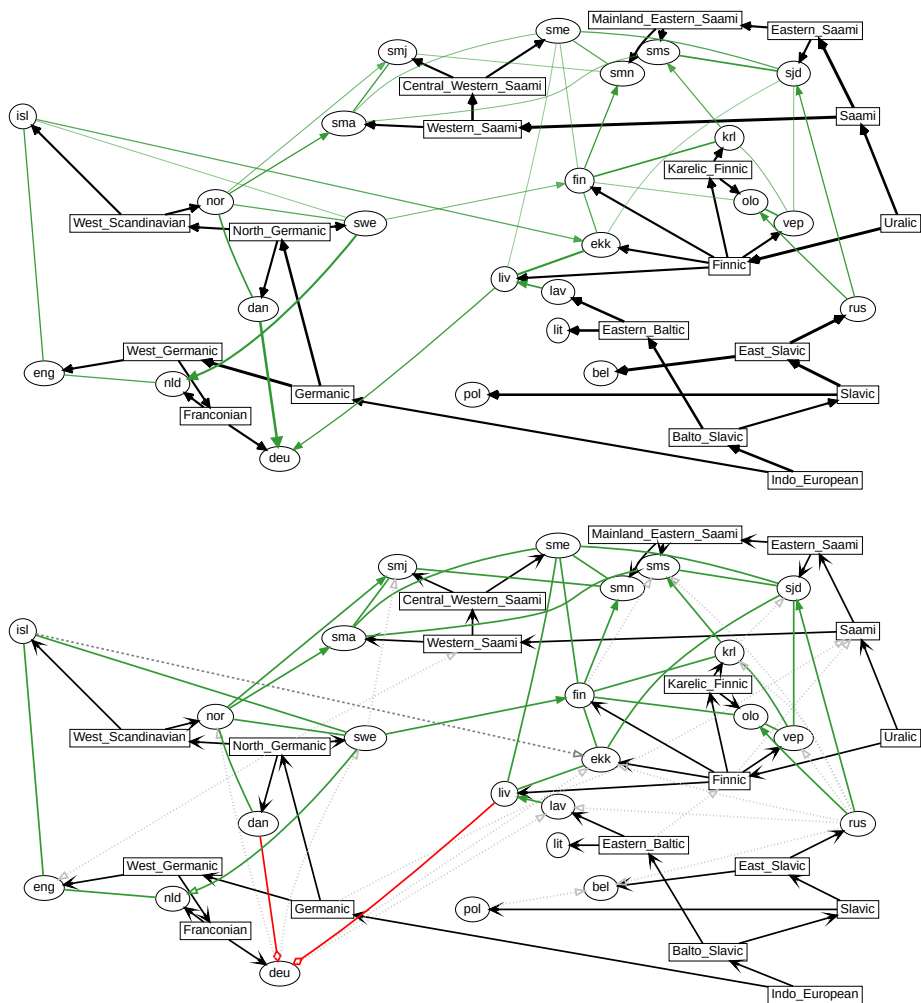 Mainland_Eastern_Saami
sme
Eastern_Saami
smj
sms
smn
sjd
Central_Western_Saami
isl
sma
Western_Saami
Saami
krl
Karelic_Finnic
fin
nor
olo
West_Scandinavian
North_Germanic
swe
vep
Uralic
ekk
Finnic
liv
lav
dan
rus
lit
Eastern_Baltic
West_Germanic
East_Slavic
eng
nld
bel
Germanic
pol
Slavic
Franconian
Balto_Slavic
deu
Indo_European
Mainland_Eastern_Saami
sme
Eastern_Saami
smj
sms
smn
sjd
Central_Western_Saami
isl
sma
Western_Saami
Saami
krl
Karelic_Finnic
fin
nor
olo
West_Scandinavian
North_Germanic
swe
vep
Uralic
ekk
Finnic
liv
lav
dan
rus
lit
Eastern_Baltic
West_Germanic
East_Slavic
eng
nld
bel
Germanic
pol
Slavic
Franconian
Balto_Slavic
deu
Indo_European